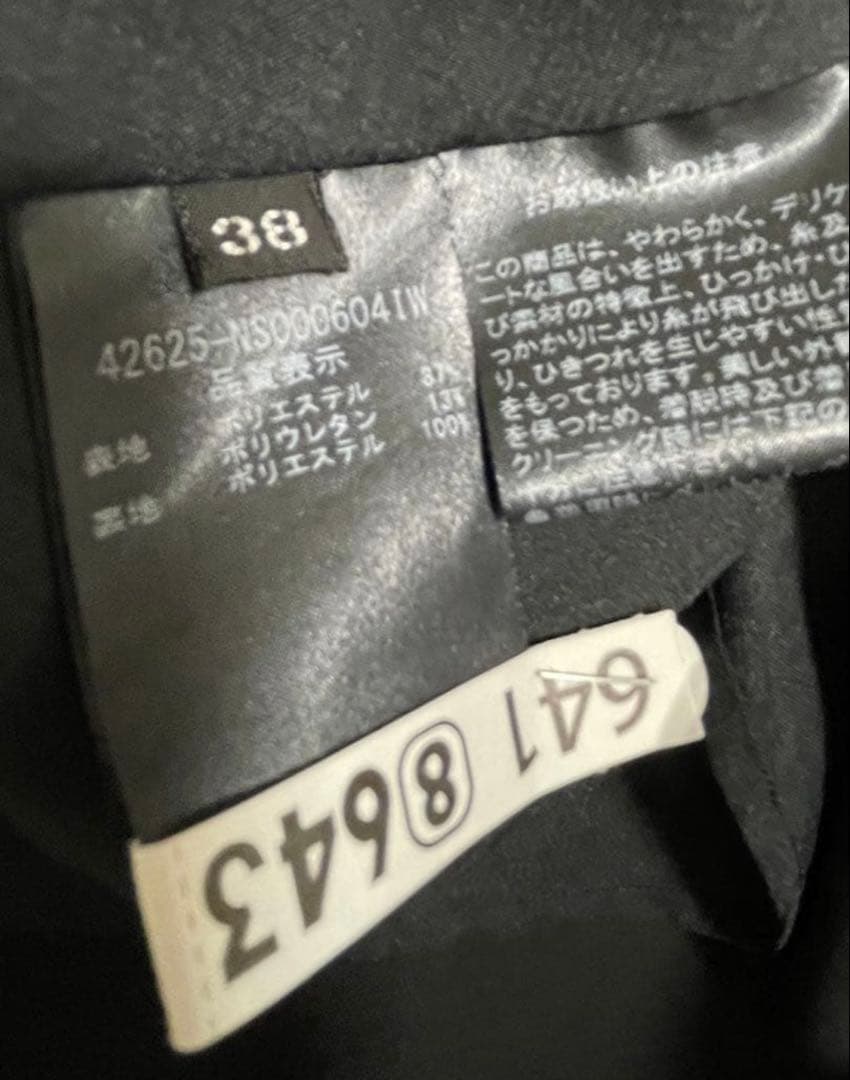 38
42625-NS000604IW
品質表示
表地 ポリエステル 87%
ポリウレタン 13%
裏地 ポリエステル 100%
お取扱い上の注意
この商品は、やわらかく、デリケ
ートな風合いを出すため、糸及
び素材の特徴上、ひっかけ・ひ
っかかりにより糸が飛び出した
り、ひきつれを生じやすい性
をもっております。美しい外
を保つため、着脱時及び着
クリーニング時には下記の
641 8 643